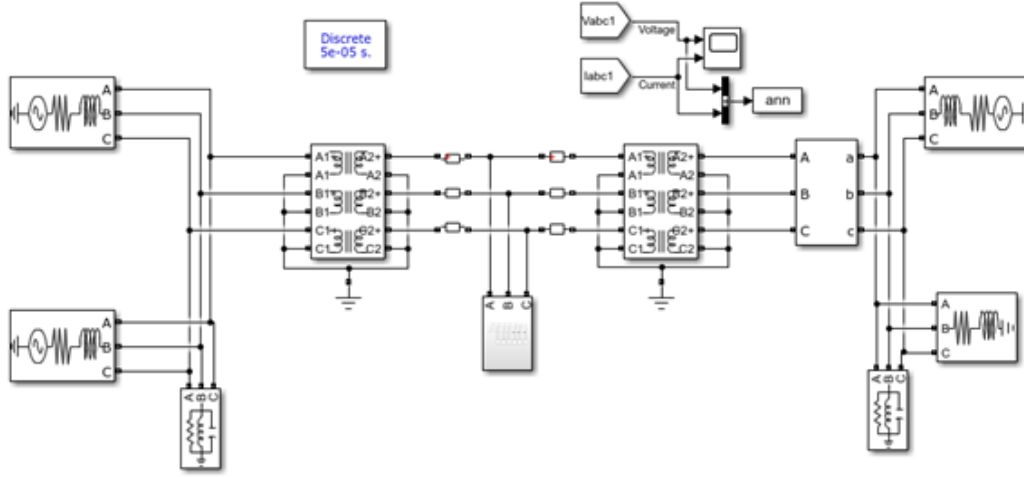 Discrete
5e-05 s.
Vabc1
Voltage
Iabc1
Current
ann
A
B
C
A
B
C
A1+
A2+
A1
A2
B1+
B2+
B1
B2
C1+
C2+
C1
C2
A1+
A2+
A1
A2
B1+
B2+
B1
B2
C1+
C2+
C1
C2
A
a
B
b
C
c
A
B
C
A B C
A
B
C
A B C
A
B
C
A B C